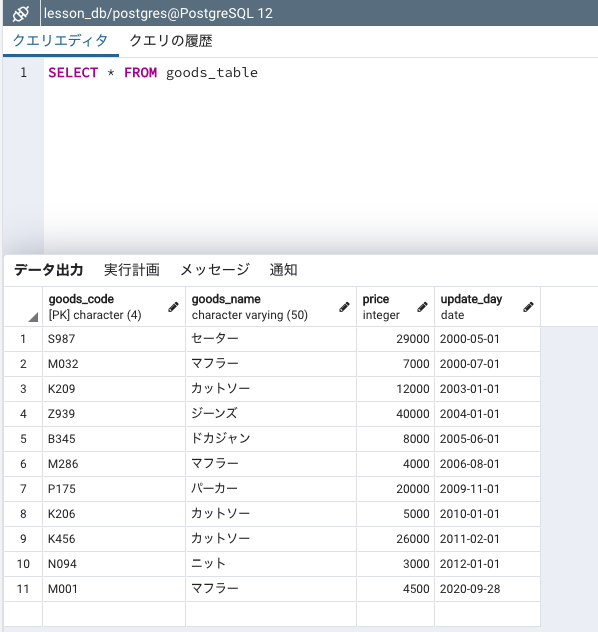 lesson_db/postgres@PostgreSQL 12
クエリエディタ クエリの履歴
1 SELECT * FROM goods_table
データ出力 実行計画 メッセージ 通知
goods_code goods_name price update_day
[PK] character (4) character varying (50) integer date
1 S987 セーター 29000 2000-05-01
2 M032 マフラー 7000 2000-07-01
3 K209 カットソー 12000 2003-01-01
4 Z939 ジーンズ 40000 2004-01-01
5 B345 ドカジャン 8000 2005-06-01
6 M286 マフラー 4000 2006-08-01
7 P175 パーカー 20000 2009-11-01
8 K206 カットソー 5000 2010-01-01
9 K456 カットソー 26000 2011-02-01
10 N094 ニット 3000 2012-01-01
11 M001 マフラー 4500 2020-09-28